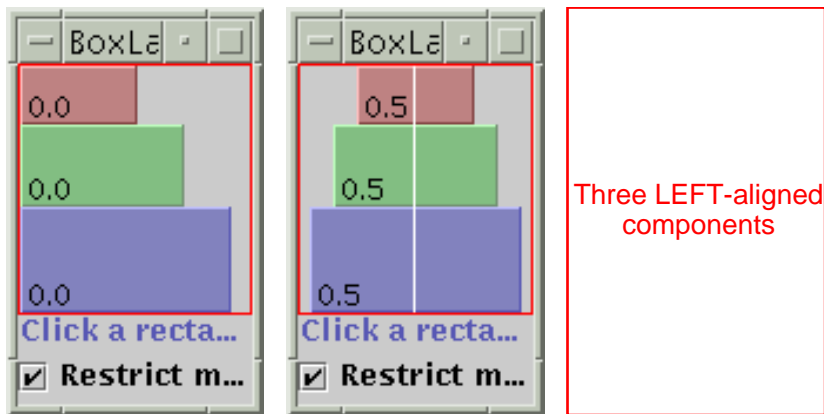 BoxLa
0.0
0.0
0.0
Click a recta...
Restrict m...
BoxLa
0.5
0.5
0.5
Click a recta...
Restrict m...
Three LEFT-aligned
components